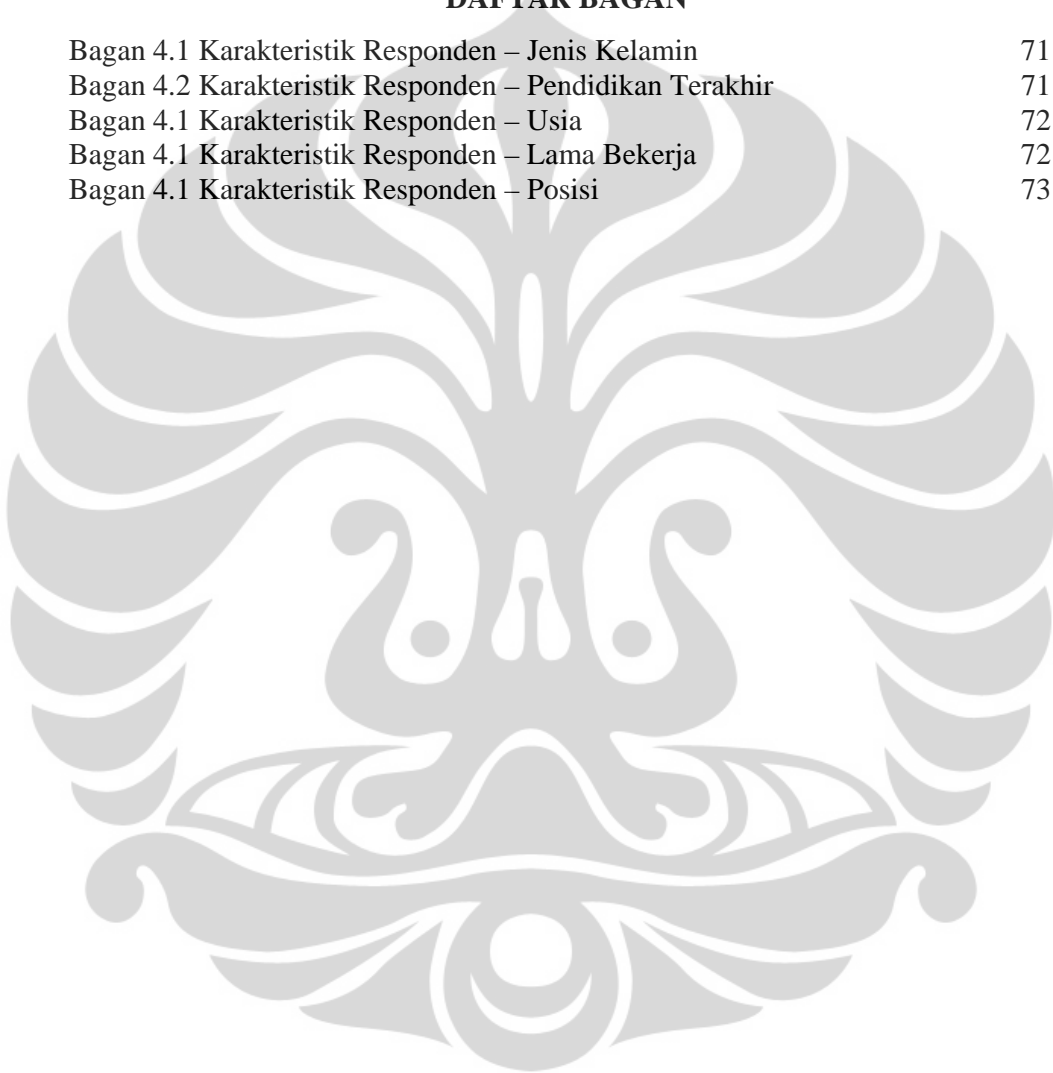 DAFTAR BAGAN
Bagan 4.1 Karakteristik Responden – Jenis Kelamin 71
Bagan 4.2 Karakteristik Responden – Pendidikan Terakhir 71
Bagan 4.1 Karakteristik Responden – Usia 72
Bagan 4.1 Karakteristik Responden – Lama Bekerja 72
Bagan 4.1 Karakteristik Responden – Posisi 73